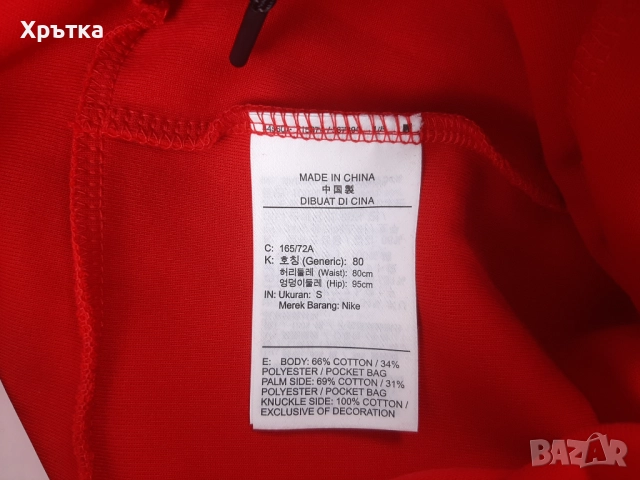 Хрътка
MADE IN CHINA
中国製
DIBUAT DI CINA
C: 165/72A
K: 호칭 (Generic): 80
허리둘레 (Waist): 80cm
엉덩이둘레 (Hip): 95cm
IN: Ukuran: S
Merek Barang: Nike
E: BODY: 66% COTTON / 34%
POLYESTER / POCKET BAG
PALM SIDE: 69% COTTON / 31%
POLYESTER / POCKET BAG
KNUCKLE SIDE: 100% COTTON /
EXCLUSIVE OF DECORATION
BAZAR